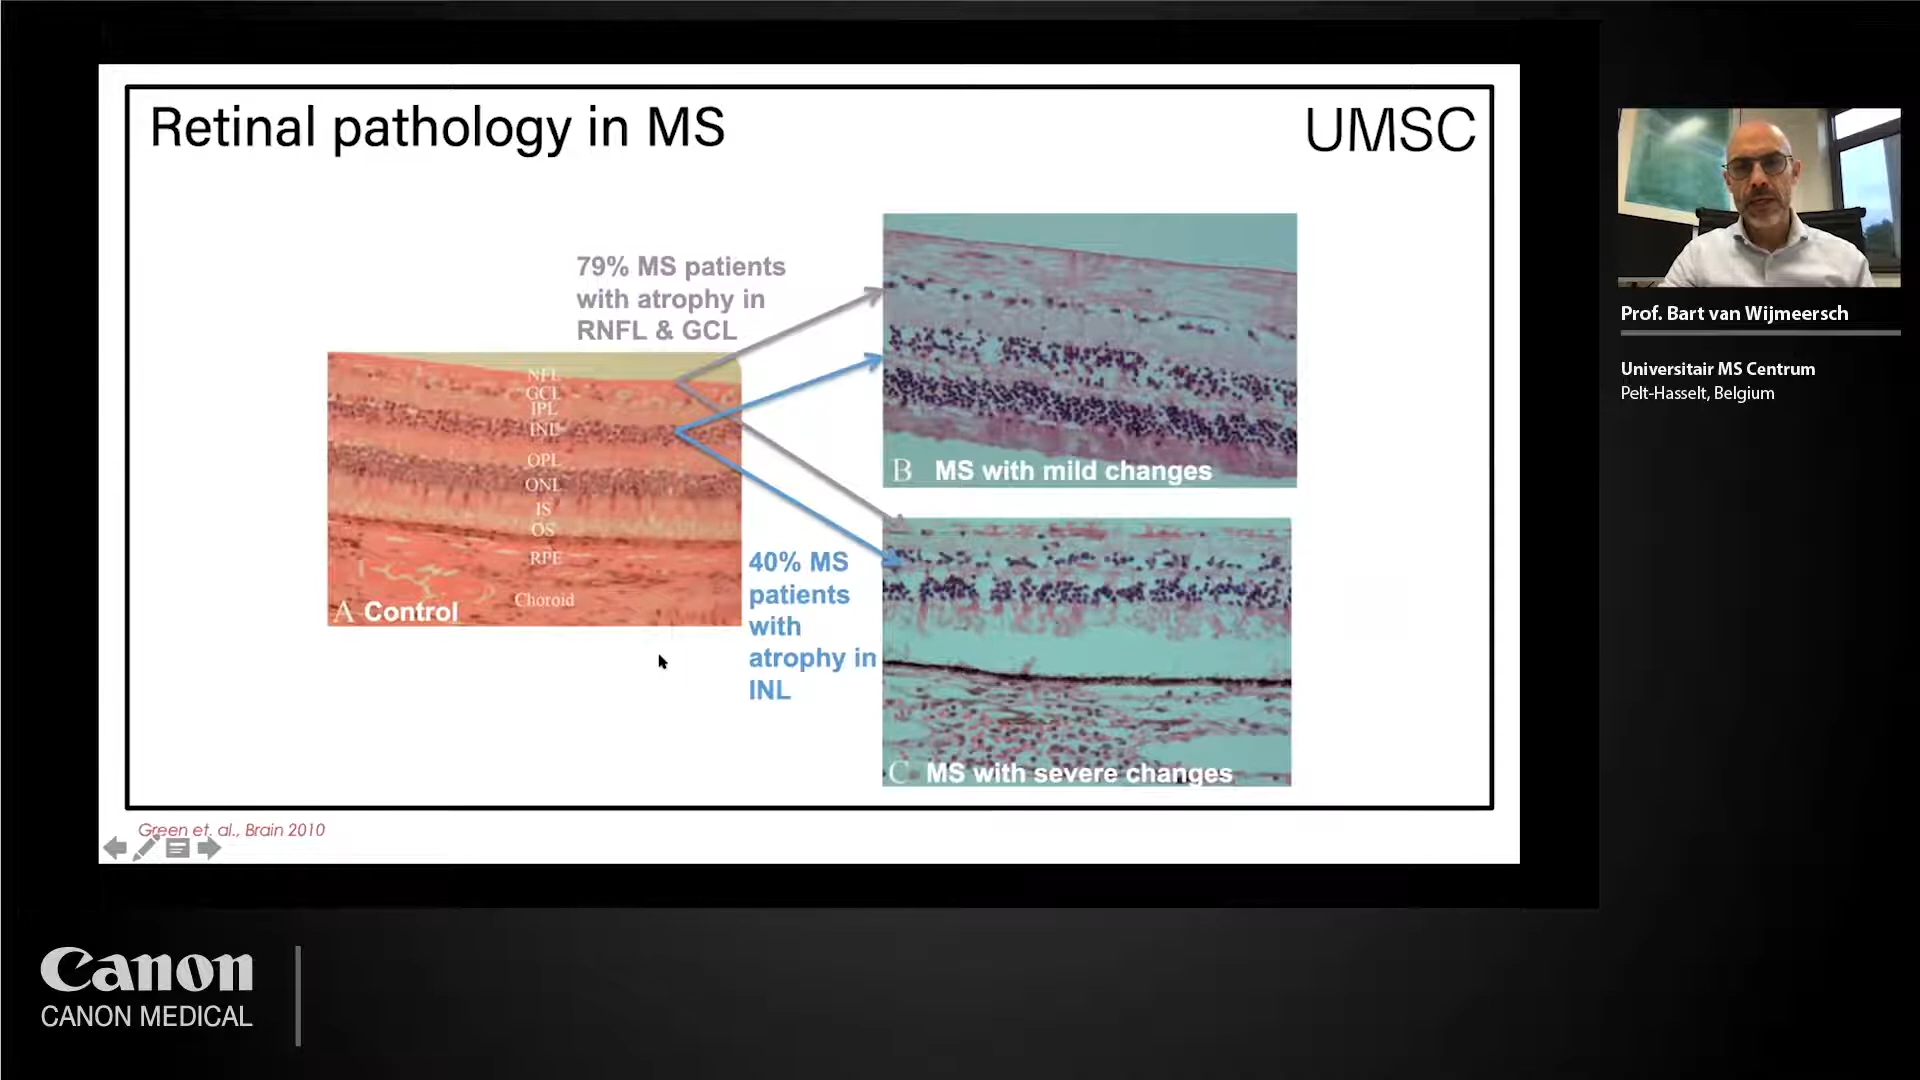 Retinal pathology in MS
UMSC
79% MS patients
with atrophy in
RNFL & GCL
NFL
GCL
IPL
INL
OPL
ONL
IS
OS
RPE
Choroid
A Control
B MS with mild changes
40% MS
patients
with
atrophy in
INL
C MS with severe changes
Green et. al., Brain 2010
Prof. Bart van Wijmeersch
Universitair MS Centrum
Pelt-Hasselt, Belgium
Canon
CANON MEDICAL